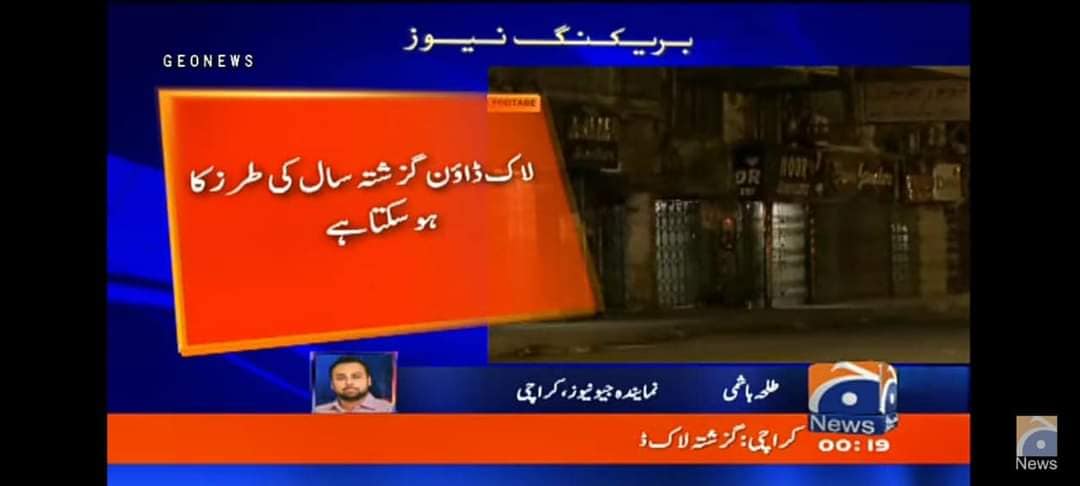 بریکنگ نیوز
GEONEWS
FOOTAGE
لاک ڈاؤن گزشتہ سال کی طرز کا
ہو سکتا ہے
طلحہ ہاشمی
نمایندہ جیو نیوز، کراچی
News
00:19
کراچی: گزشتہ لاک ڈ
News